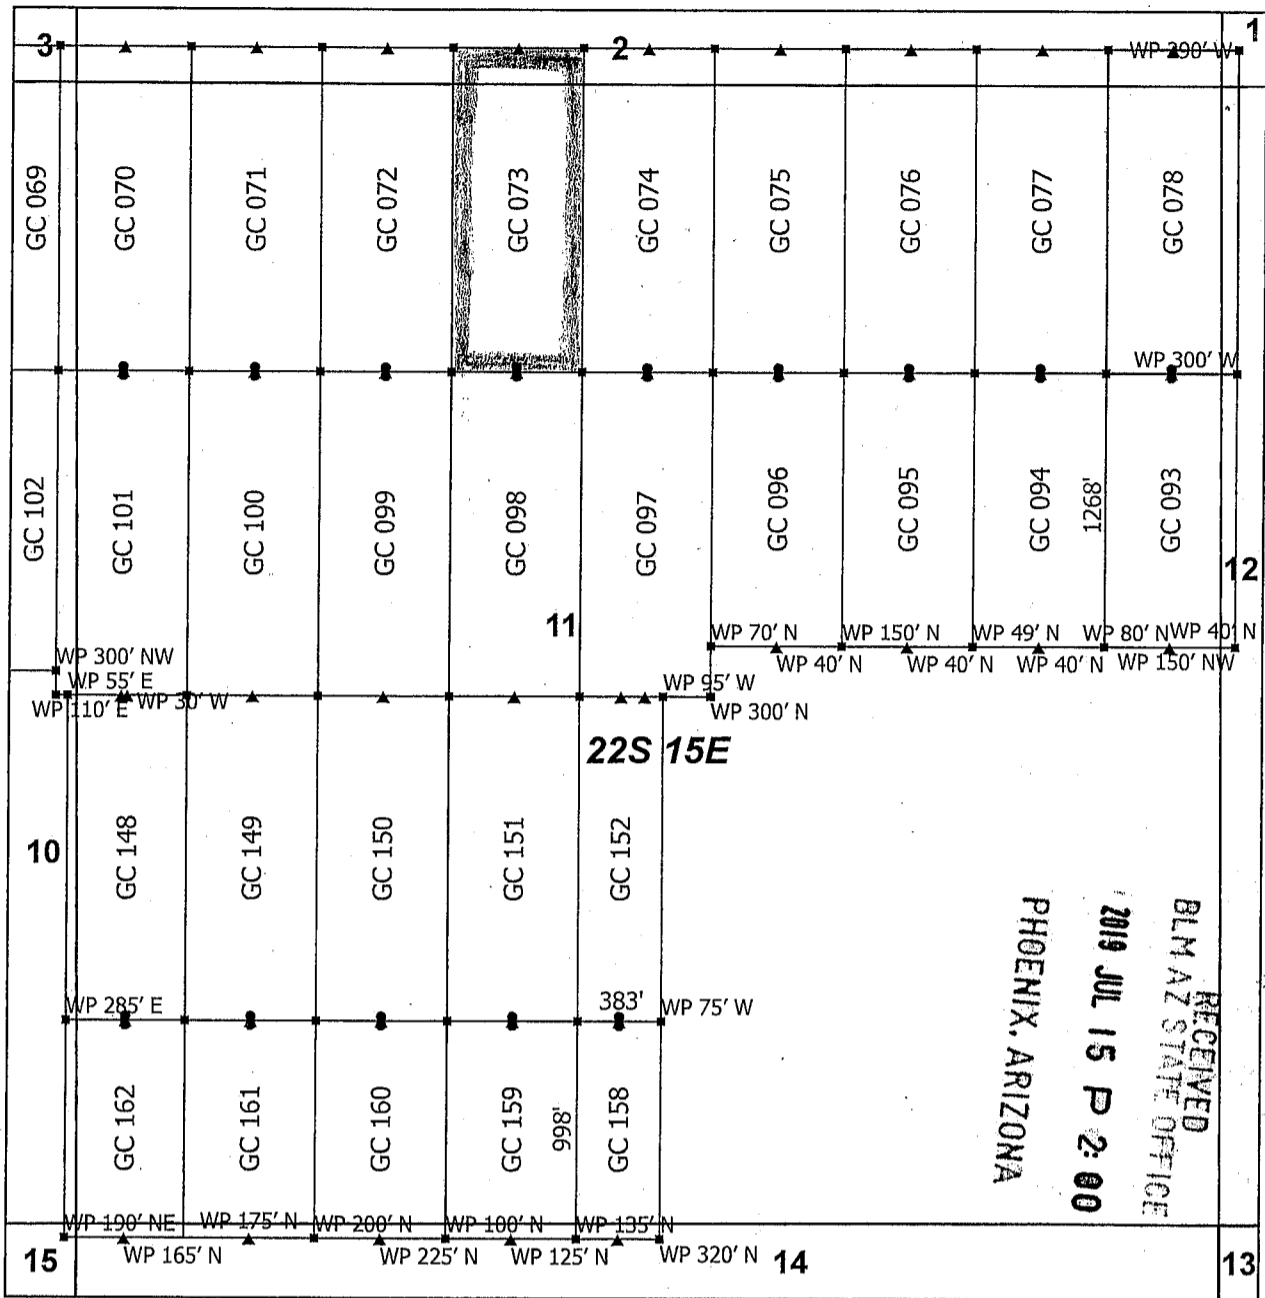 3
2
1
WP 290' W
GC 069
GC 070
GC 071
GC 072
GC 073
GC 074
GC 075
GC 076
GC 077
GC 078
WP 300' W
GC 102
GC 101
GC 100
GC 099
GC 098
GC 097
GC 096
GC 095
GC 094
1268'
GC 093
12
11
WP 70' N
WP 150' N
WP 49' N
WP 80' N
WP 40' N
WP 40' N
WP 40' N
WP 40' N
WP 150' NW
WP 300' NW
WP 55' E
WP 110' E
WP 30' W
WP 95' W
WP 300' N
22S 15E
10
GC 148
GC 149
GC 150
GC 151
GC 152
RECEIVED
BLM AZ STATE OFFICE
2019 JUL 15 P 2:00
PHOENIX, ARIZONA
WP 285' E
383'
WP 75' W
GC 162
GC 161
GC 160
GC 159
998'
GC 158
WP 190' NE
WP 175' N
WP 200' N
WP 100' N
WP 135' N
WP 165' N
WP 225' N
WP 125' N
WP 320' N
15
14
13